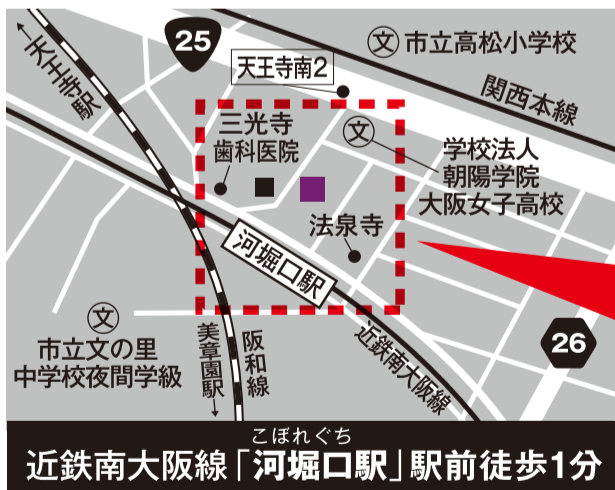 25
文 市立高松小学校
天王寺駅
天王寺南2
関西本線
三光寺
歯科医院
文
学校法人
朝陽学院
大阪女子高校
法泉寺
河堀口駅
文
市立文の里
中学校夜間学級
美章園駅
阪和線
近鉄南大阪線
26
こぼれぐち
近鉄南大阪線「河堀口駅」駅前徒歩1分